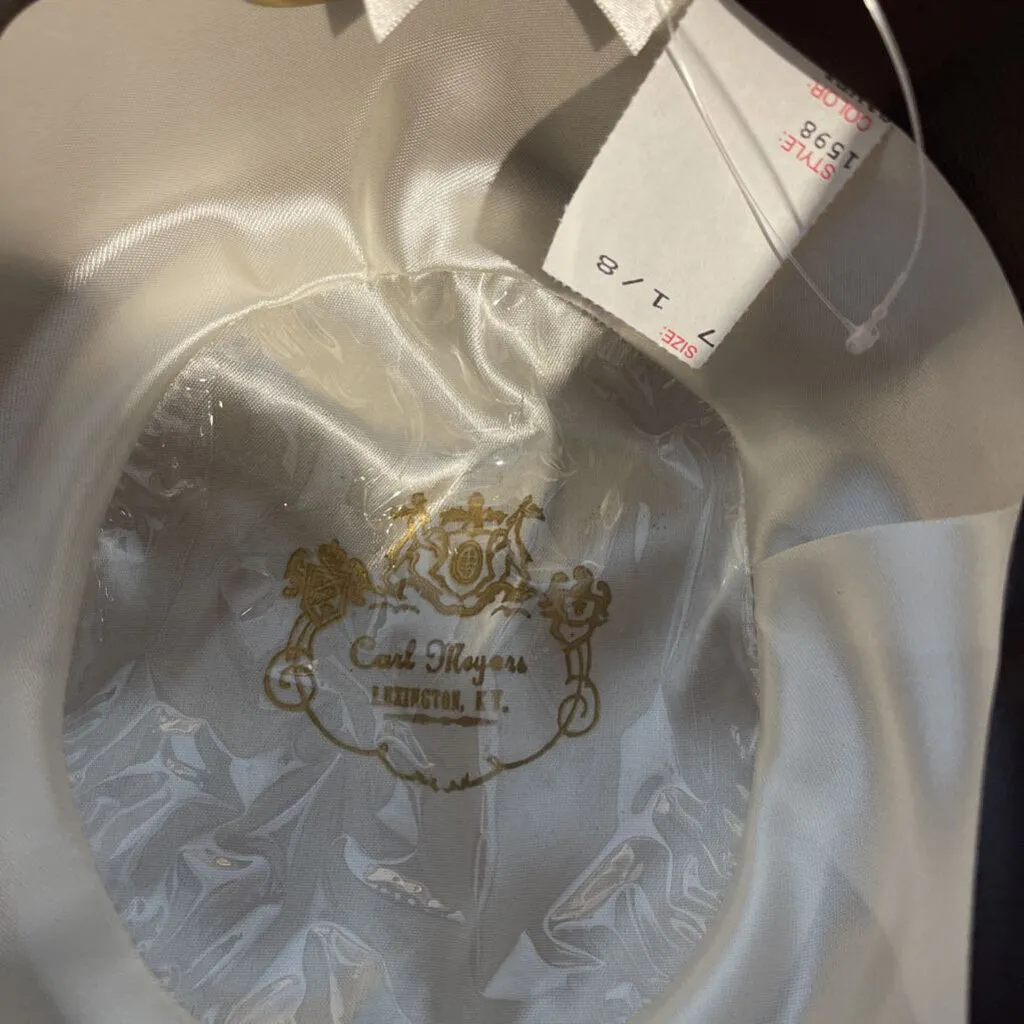 COLOR:
STYLE:
1598
SIZE:
7 1/8
Carl Meyers
LEXINGTON, KY.